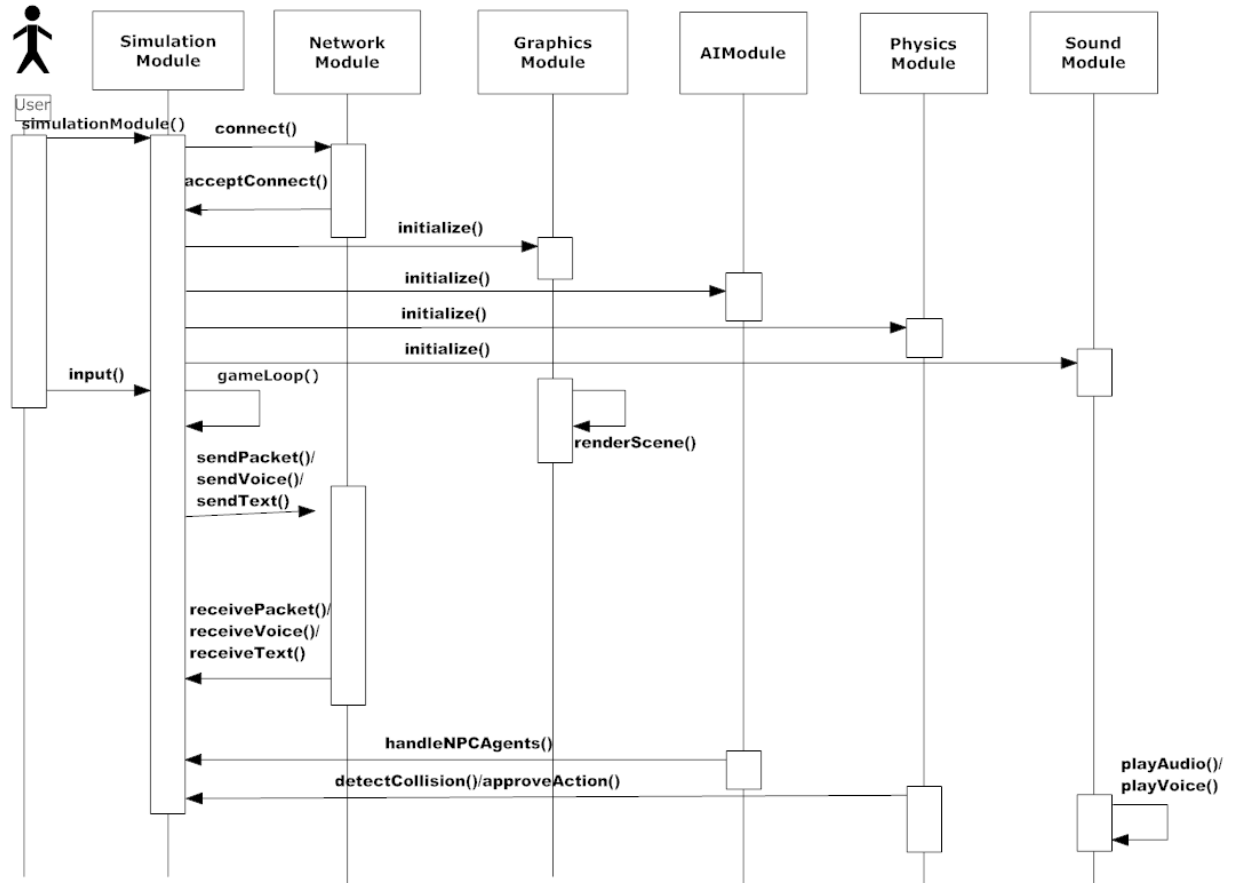 Simulation
Module
Network
Module
Graphics
Module
AIModule
Physics
Module
Sound
Module
User
simulationModule()
connect()
acceptConnect()
initialize()
initialize()
initialize()
initialize()
input()
gameLoop()
renderScene()
sendPacket()/
sendVoice()/
sendText()
receivePacket()/
receiveVoice()/
receiveText()
handleNPCAgents()
detectCollision()/approveAction()
playAudio()/
playVoice()